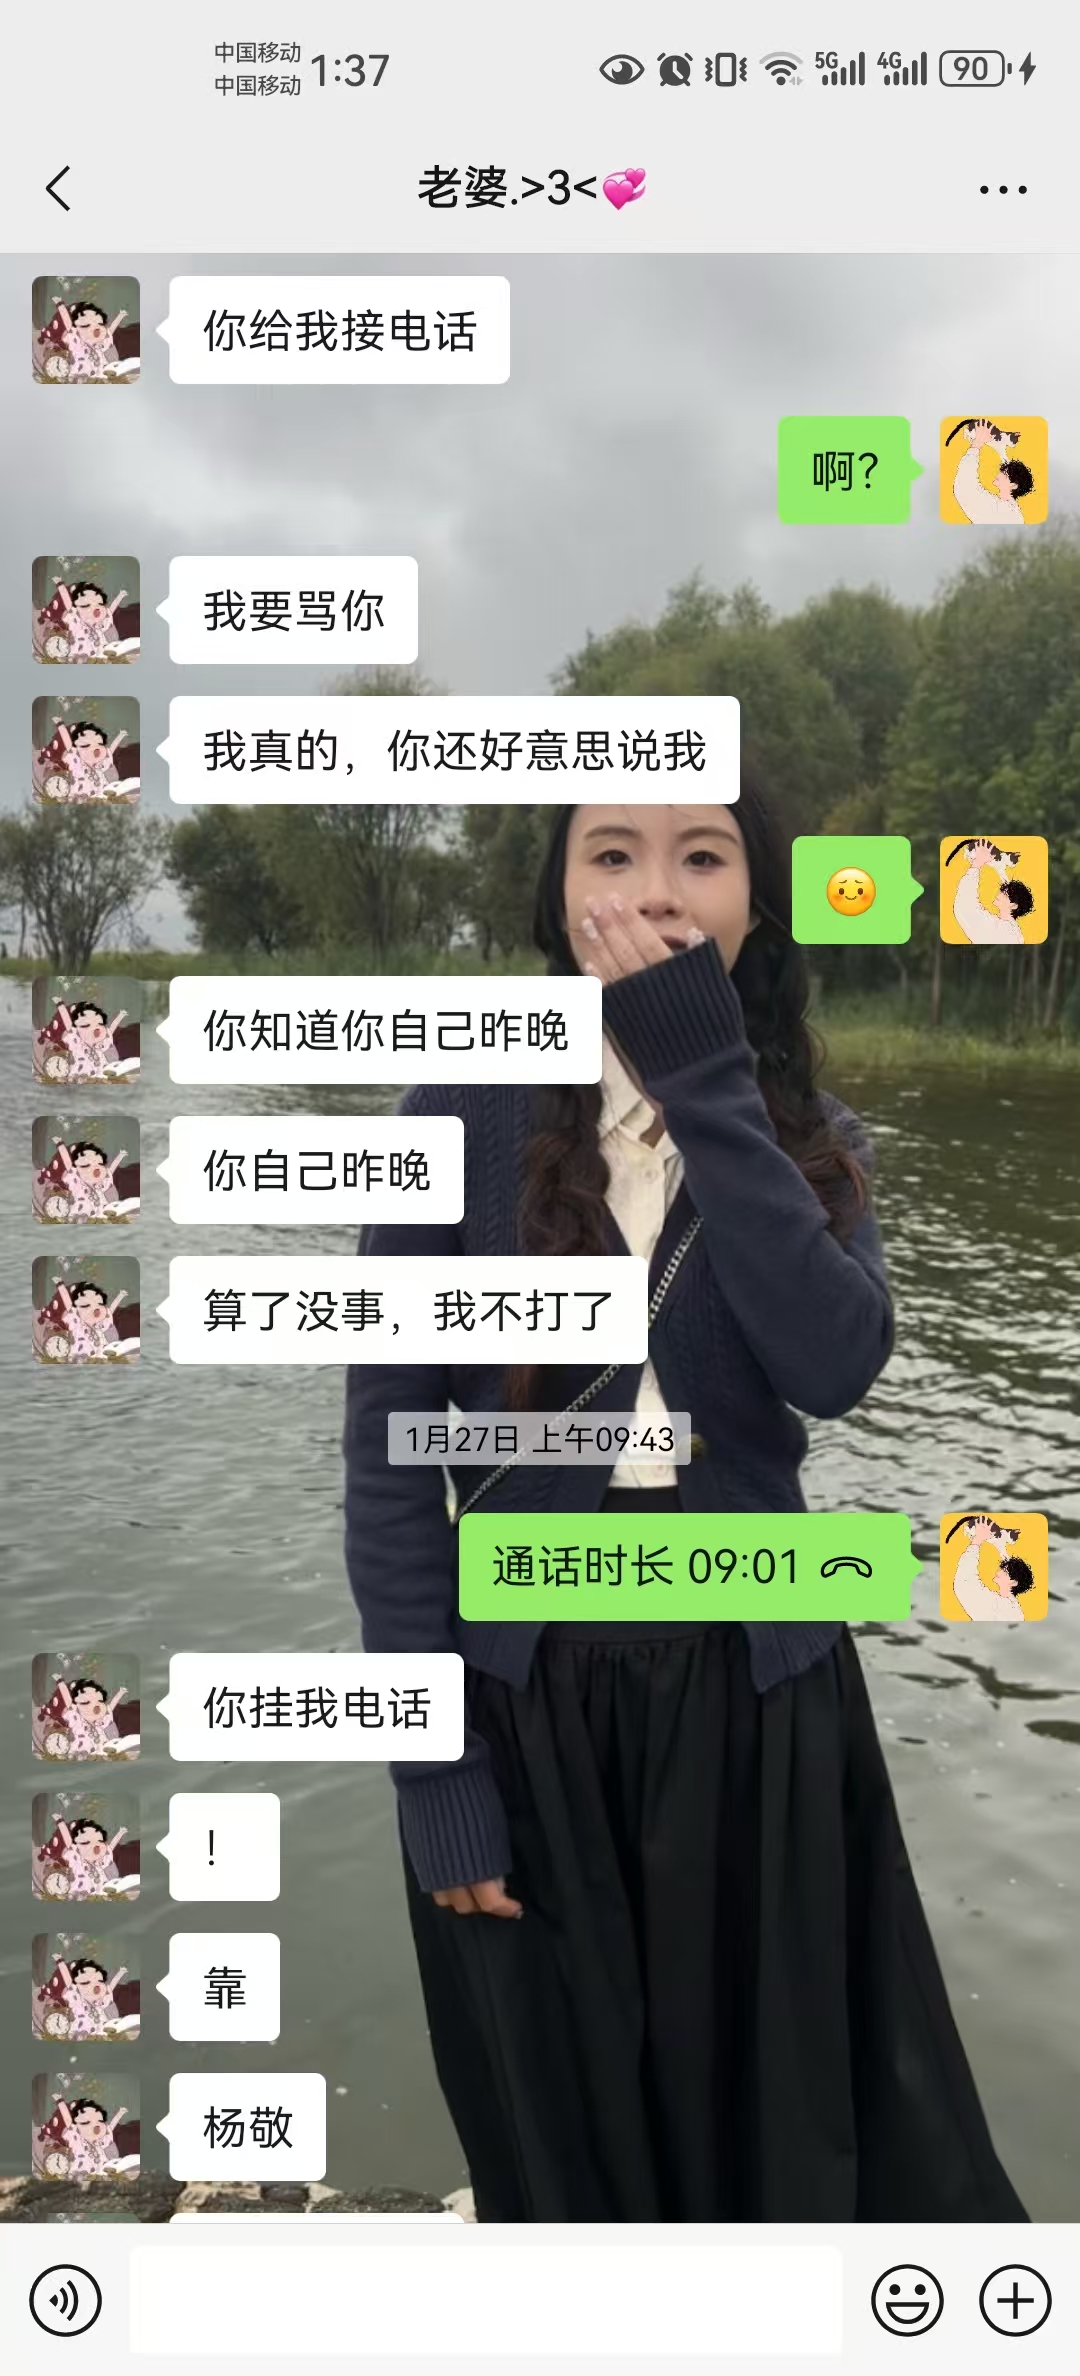 中国移动
中国移动
1:37
5G
4G
90
老婆.>3<💞
你给我接电话
啊？
我要骂你
我真的，你还好意思说我
☺️
你知道你自己昨晚
你自己昨晚
算了没事，我不打了
1月27日 上午09:43
通话时长 09:01
你挂我电话
！
靠
杨敬